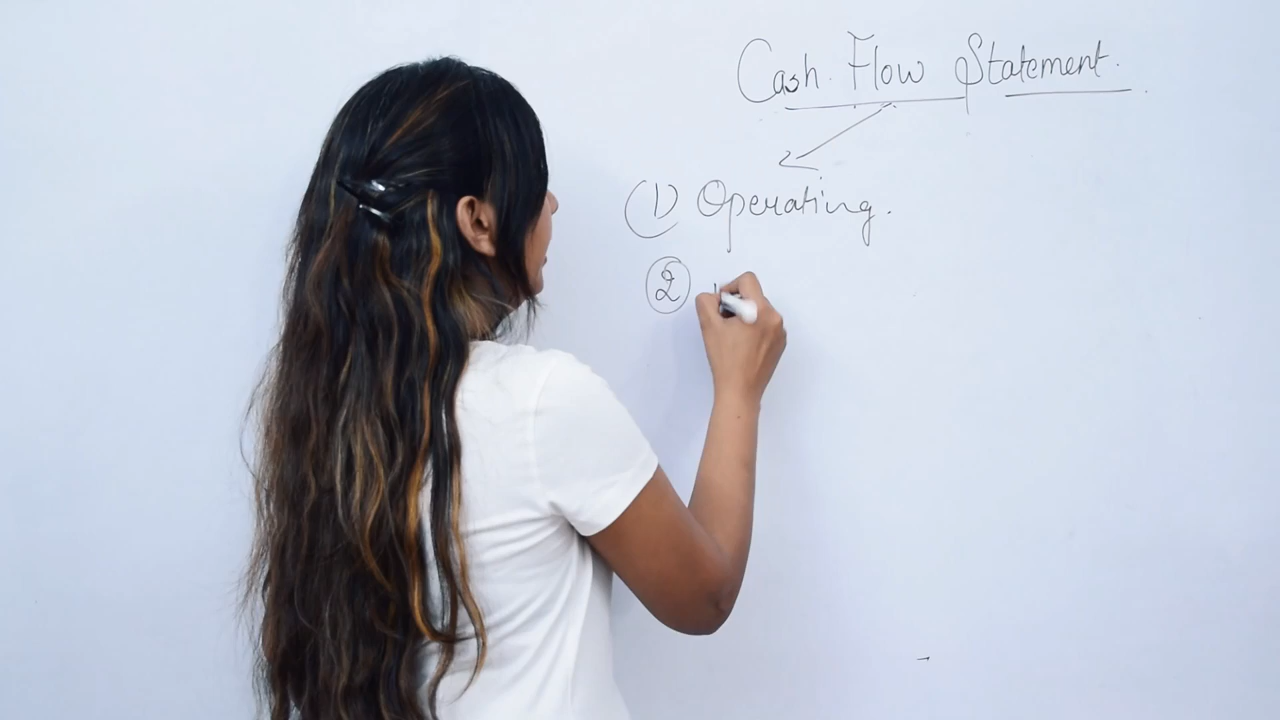 Cash Flow Statement.
① Operating.
②